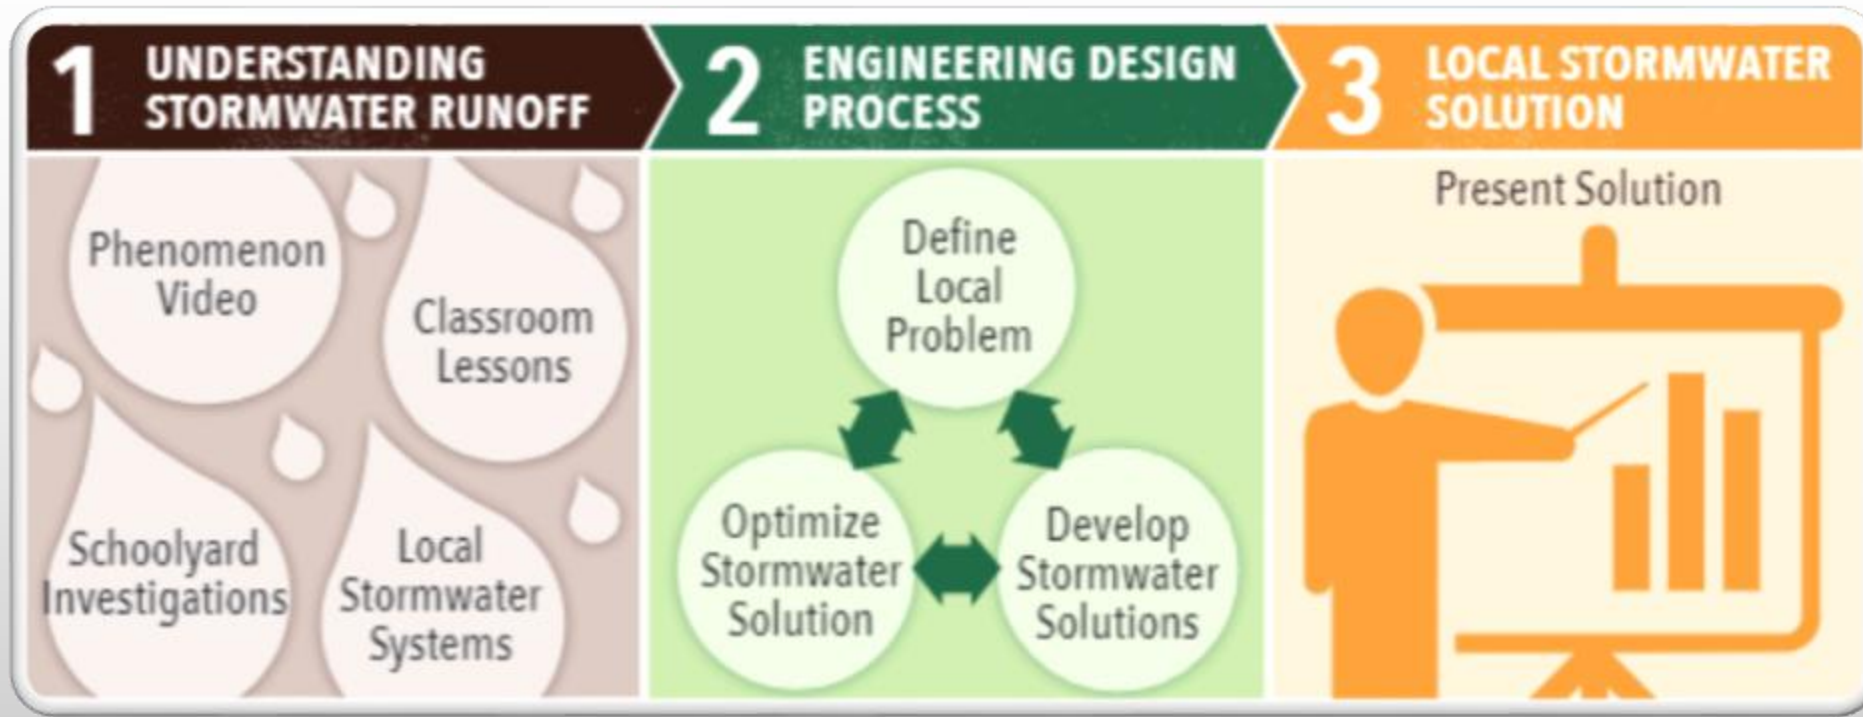 1 UNDERSTANDING
STORMWATER RUNOFF
2 ENGINEERING DESIGN
PROCESS
3 LOCAL STORMWATER
SOLUTION
Phenomenon
Video
Classroom
Lessons
Schoolyard
Investigations
Local
Stormwater
Systems
Define
Local
Problem
Optimize
Stormwater
Solution
Develop
Stormwater
Solutions
Present Solution